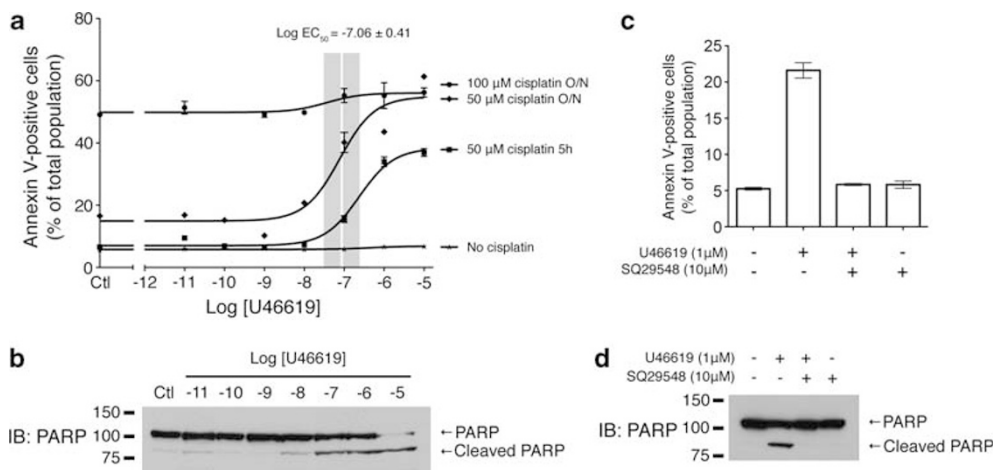 a
80
60
40
20
0
Annexin V-positive cells
(% of total population)
Log EC50 = -7.06 ± 0.41
100 µM cisplatin O/N
50 µM cisplatin O/N
50 µM cisplatin 5h
No cisplatin
Ctl -12 -11 -10 -9 -8 -7 -6 -5
Log [U46619]
b
Log [U46619]
Ctl -11 -10 -9 -8 -7 -6 -5
150
100
75
IB: PARP
←PARP
←Cleaved PARP
c
25
20
15
10
5
0
Annexin V-positive cells
(% of total population)
U46619 (1µM) - + + -
SQ29548 (10µM) - - + +
d
U46619 (1µM) - + + -
SQ29548 (10µM) - - + +
150
100
75
IB: PARP
←PARP
←Cleaved PARP